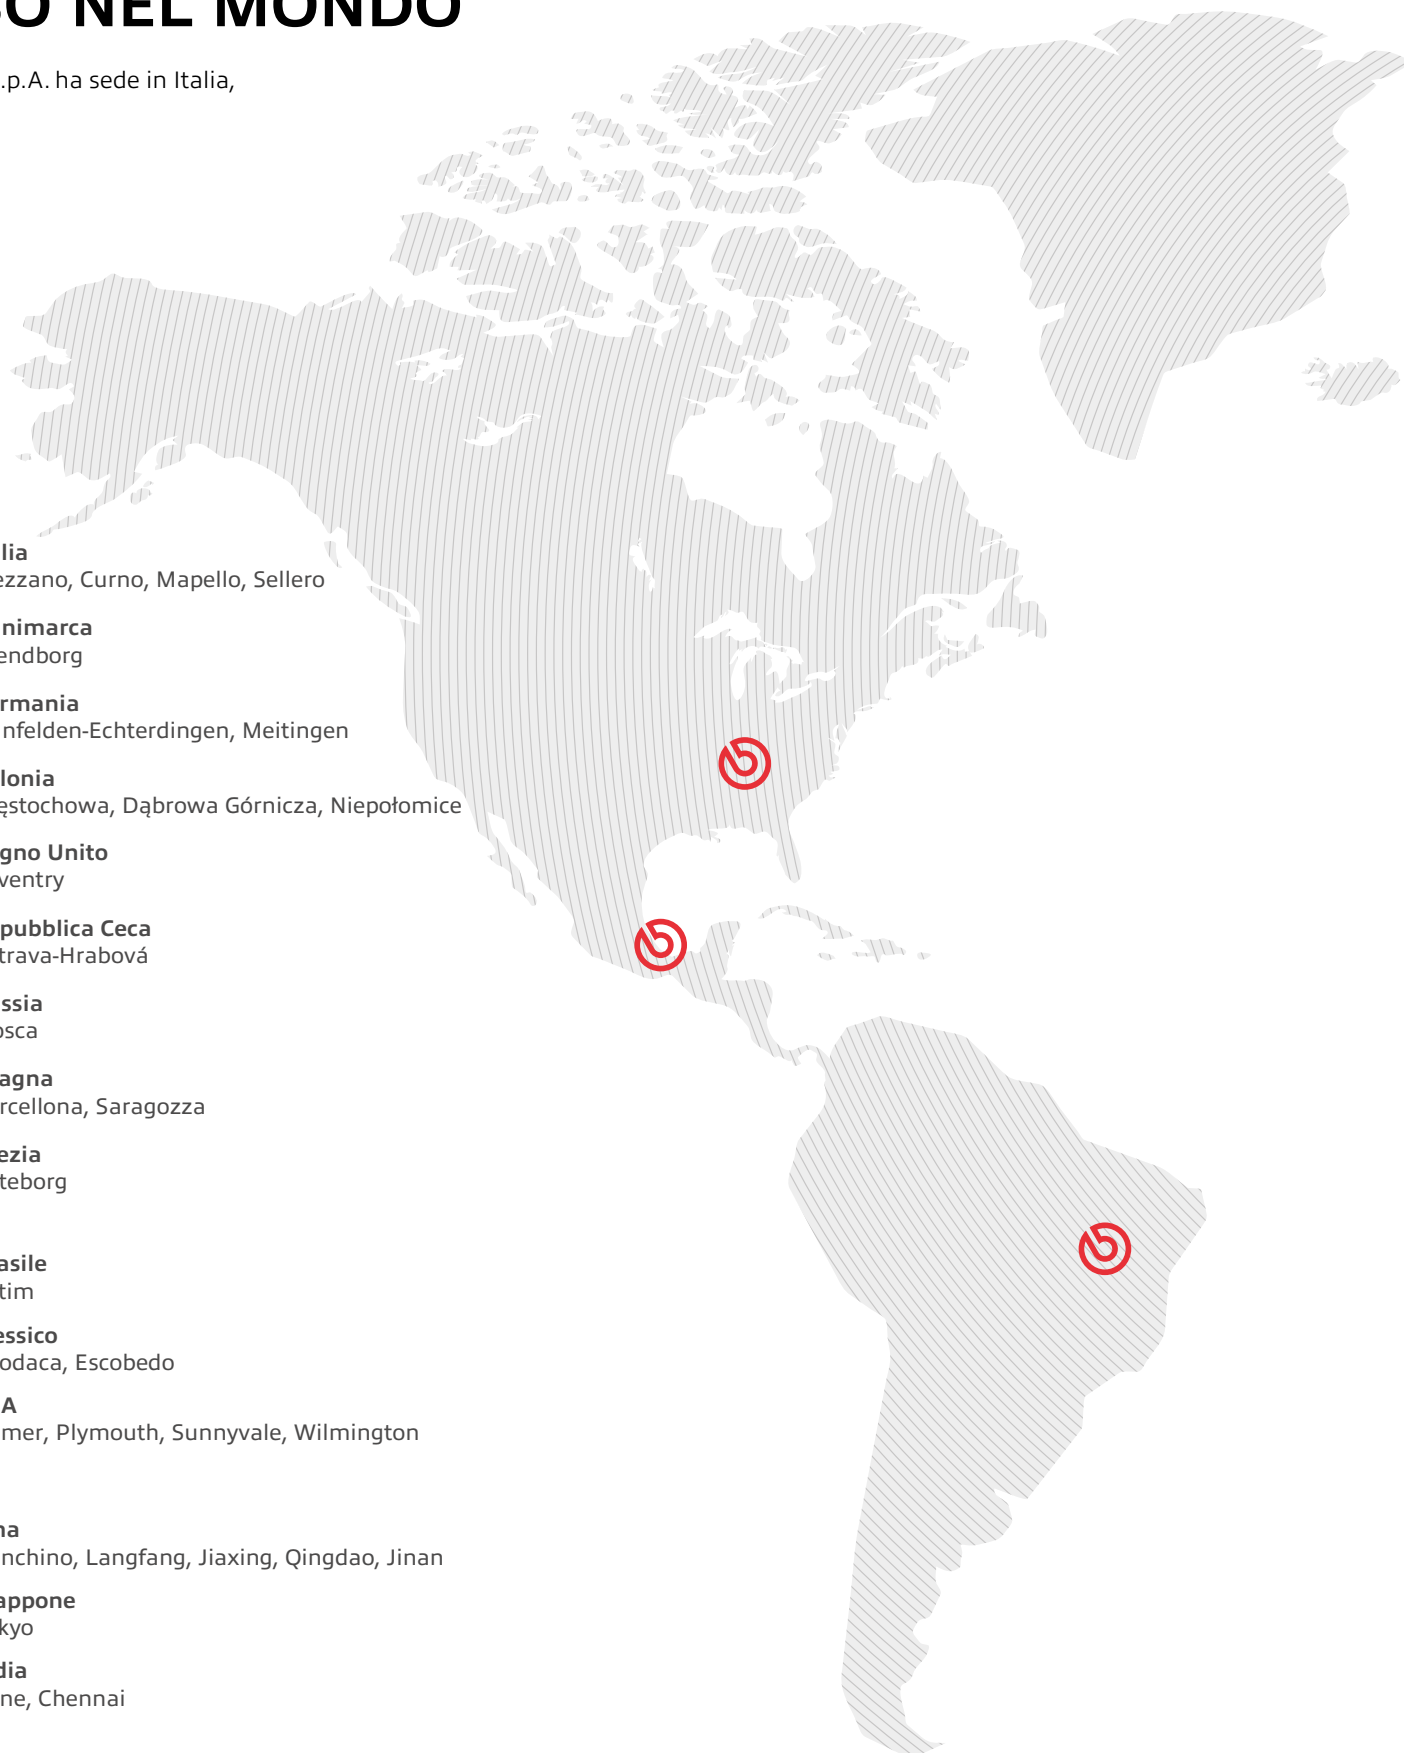 O NEL MONDO
.p.A. ha sede in Italia,
lia
ezzano, Curno, Mapello, Sellero
nimarca
endborg
rmania
nfelden-Echterdingen, Meitingen
lonia
ęstochowa, Dąbrowa Górnicza, Niepołomice
gno Unito
ventry
pubblica Ceca
trava-Hrabová
ssia
osca
agna
rcellona, Saragozza
ezia
teborg
asile
tim
essico
odaca, Escobedo
A
mer, Plymouth, Sunnyvale, Wilmington
na
nchino, Langfang, Jiaxing, Qingdao, Jinan
appone
kyo
dia
ne, Chennai